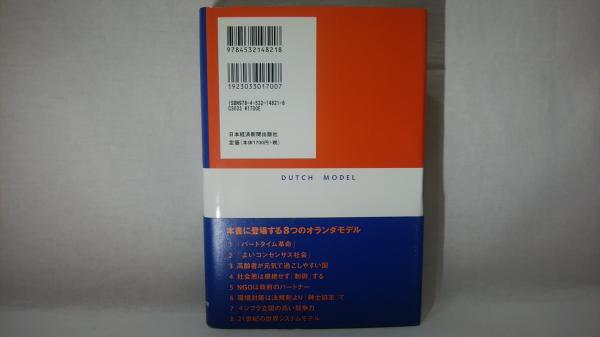 9784532148218
1923033017007
ISBN978-4-532-14821-8
C3033 ¥1700E
日本経済新聞出版社
定価(本体1700円+税)
DUTCH MODEL
本書に登場する8つのオランダモデル
1 「パートタイム革命」
2 「よいコンセンサス社会」
3 高齢者が元気で過ごしやすい国
4 社会悪は根絶せず「制御」する
5 NGOは政府のパートナー
6 環境対策は法規制より「紳士協定」で
7 インフラ立国の高い競争力
8 21世紀の世界システムモデル